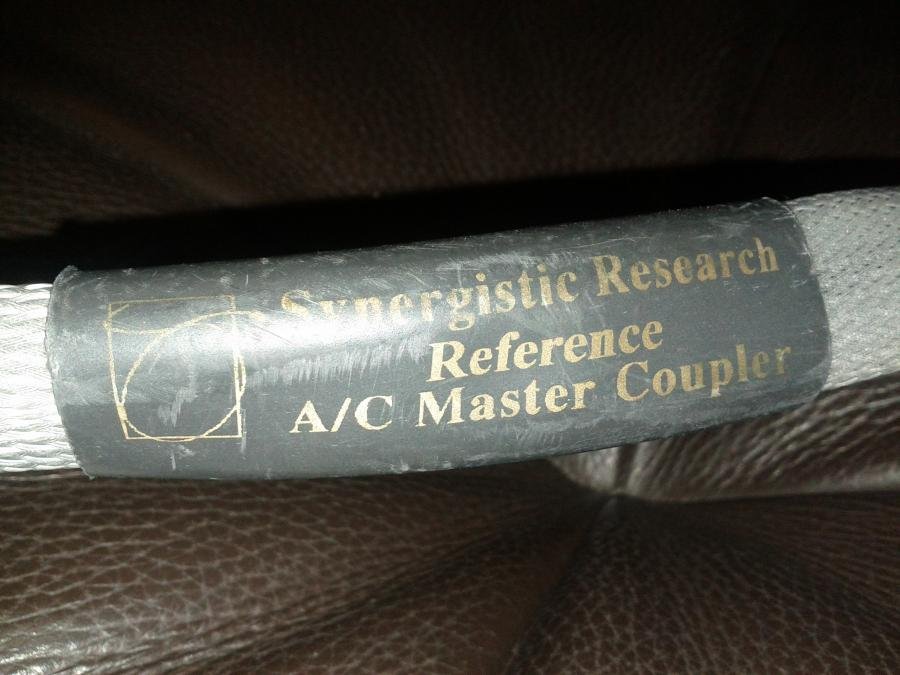 Synergistic Research
Reference
A/C Master Coupler